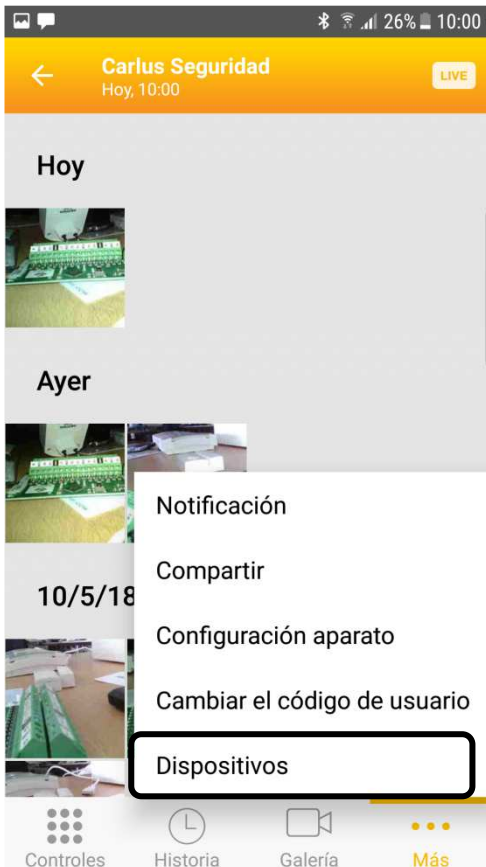 26% 10:00
Carlus Seguridad
Hoy, 10:00
LIVE
Hoy
Ayer
10/5/18
Notificación
Compartir
Configuración aparato
Cambiar el código de usuario
Dispositivos
Controles Historia Galería Más